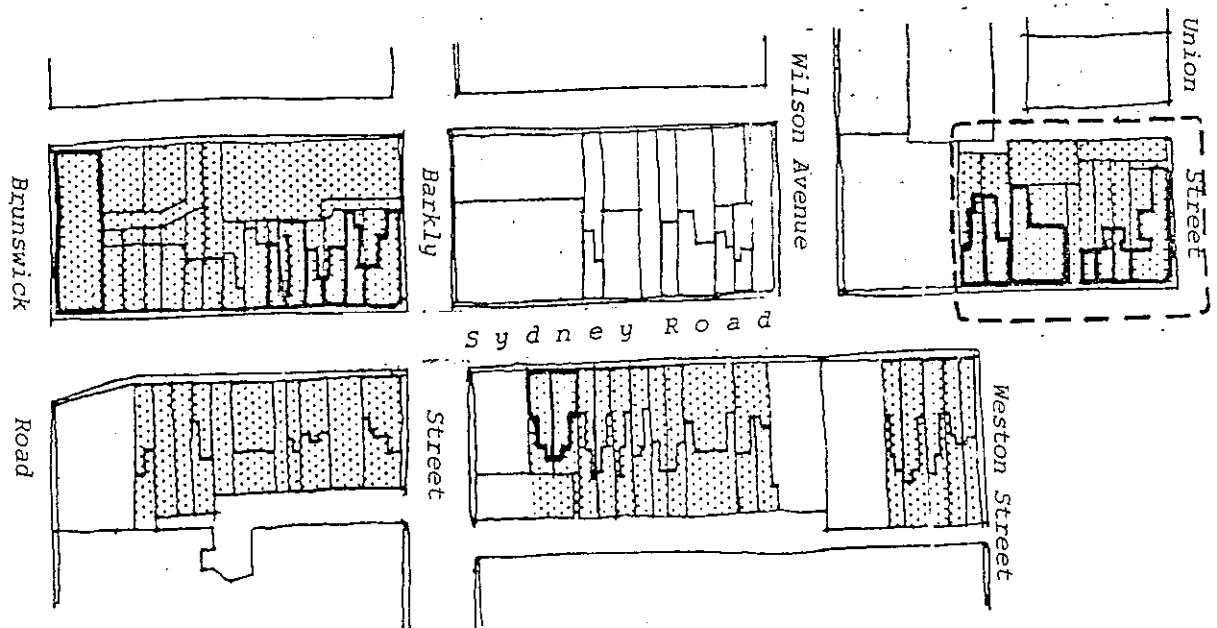 Union
Street
Wilson Avenue
Barkly
Street
Brunswick
Road
Sydney Road
Weston Street